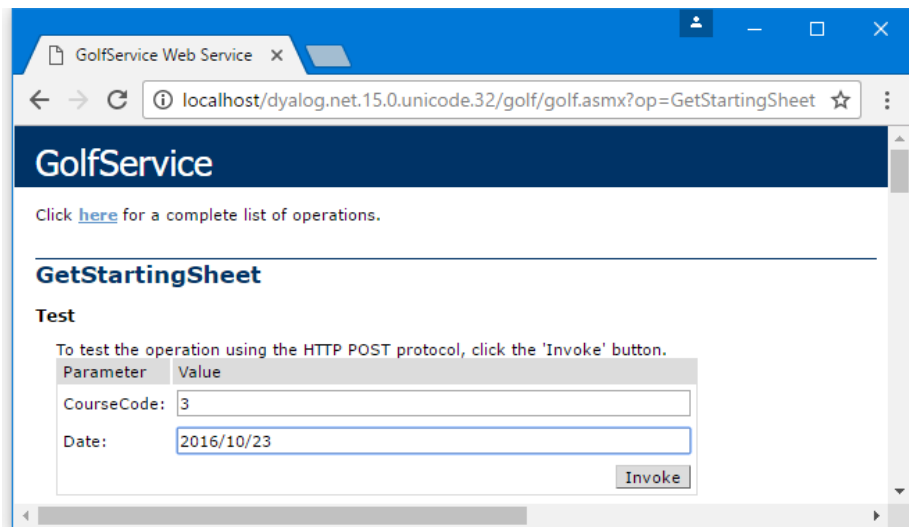 GolfService Web Service
localhost/dyalog.net.15.0.unicode.32/golf/golf.asmx?op=GetStartingSheet
GolfService
Click here for a complete list of operations.
GetStartingSheet
Test
To test the operation using the HTTP POST protocol, click the 'Invoke' button.
Parameter Value
CourseCode: 3
Date: 2016/10/23
Invoke